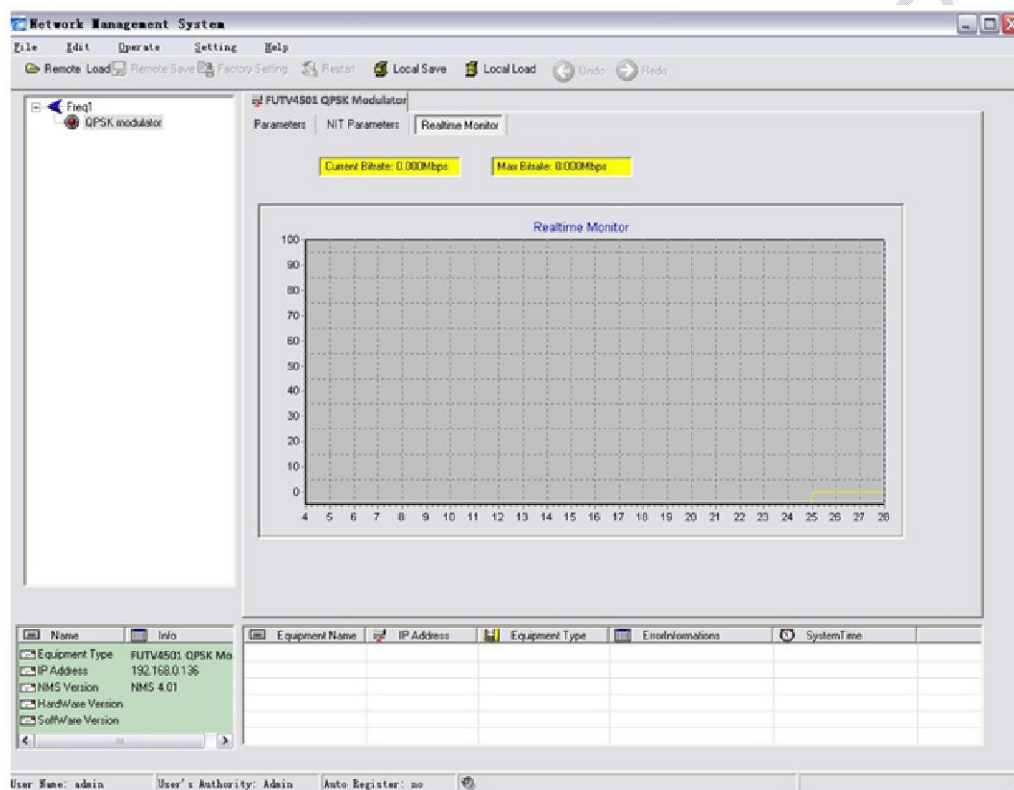 Network Management System
File Edit Operate Setting Help
Remote Load Remote Save Factory Setting Restart Local Save Local Load Undo Redo
Freq1
QPSK modulator
FUTV4501 QPSK Modulator
Parameters NIT Parameters Realtime Monitor
Current Bitrate: 0.000Mbps Max Bitrate: 0.000Mbps
Realtime Monitor
100
90
80
70
60
50
40
30
20
10
0
4 5 6 7 8 9 10 11 12 13 14 15 16 17 18 19 20 21 22 23 24 25 26 27 28
Name Info
Equipment Type FUTV4501 QPSK Mo
IP Address 192.168.0.136
NMS Version NMS 4.01
HardWare Version
SoftWare Version
Equipment Name IP Address Equipment Type ErrorInformations SystemTime
User Name: admin User's Authority: Admin Auto Register: no